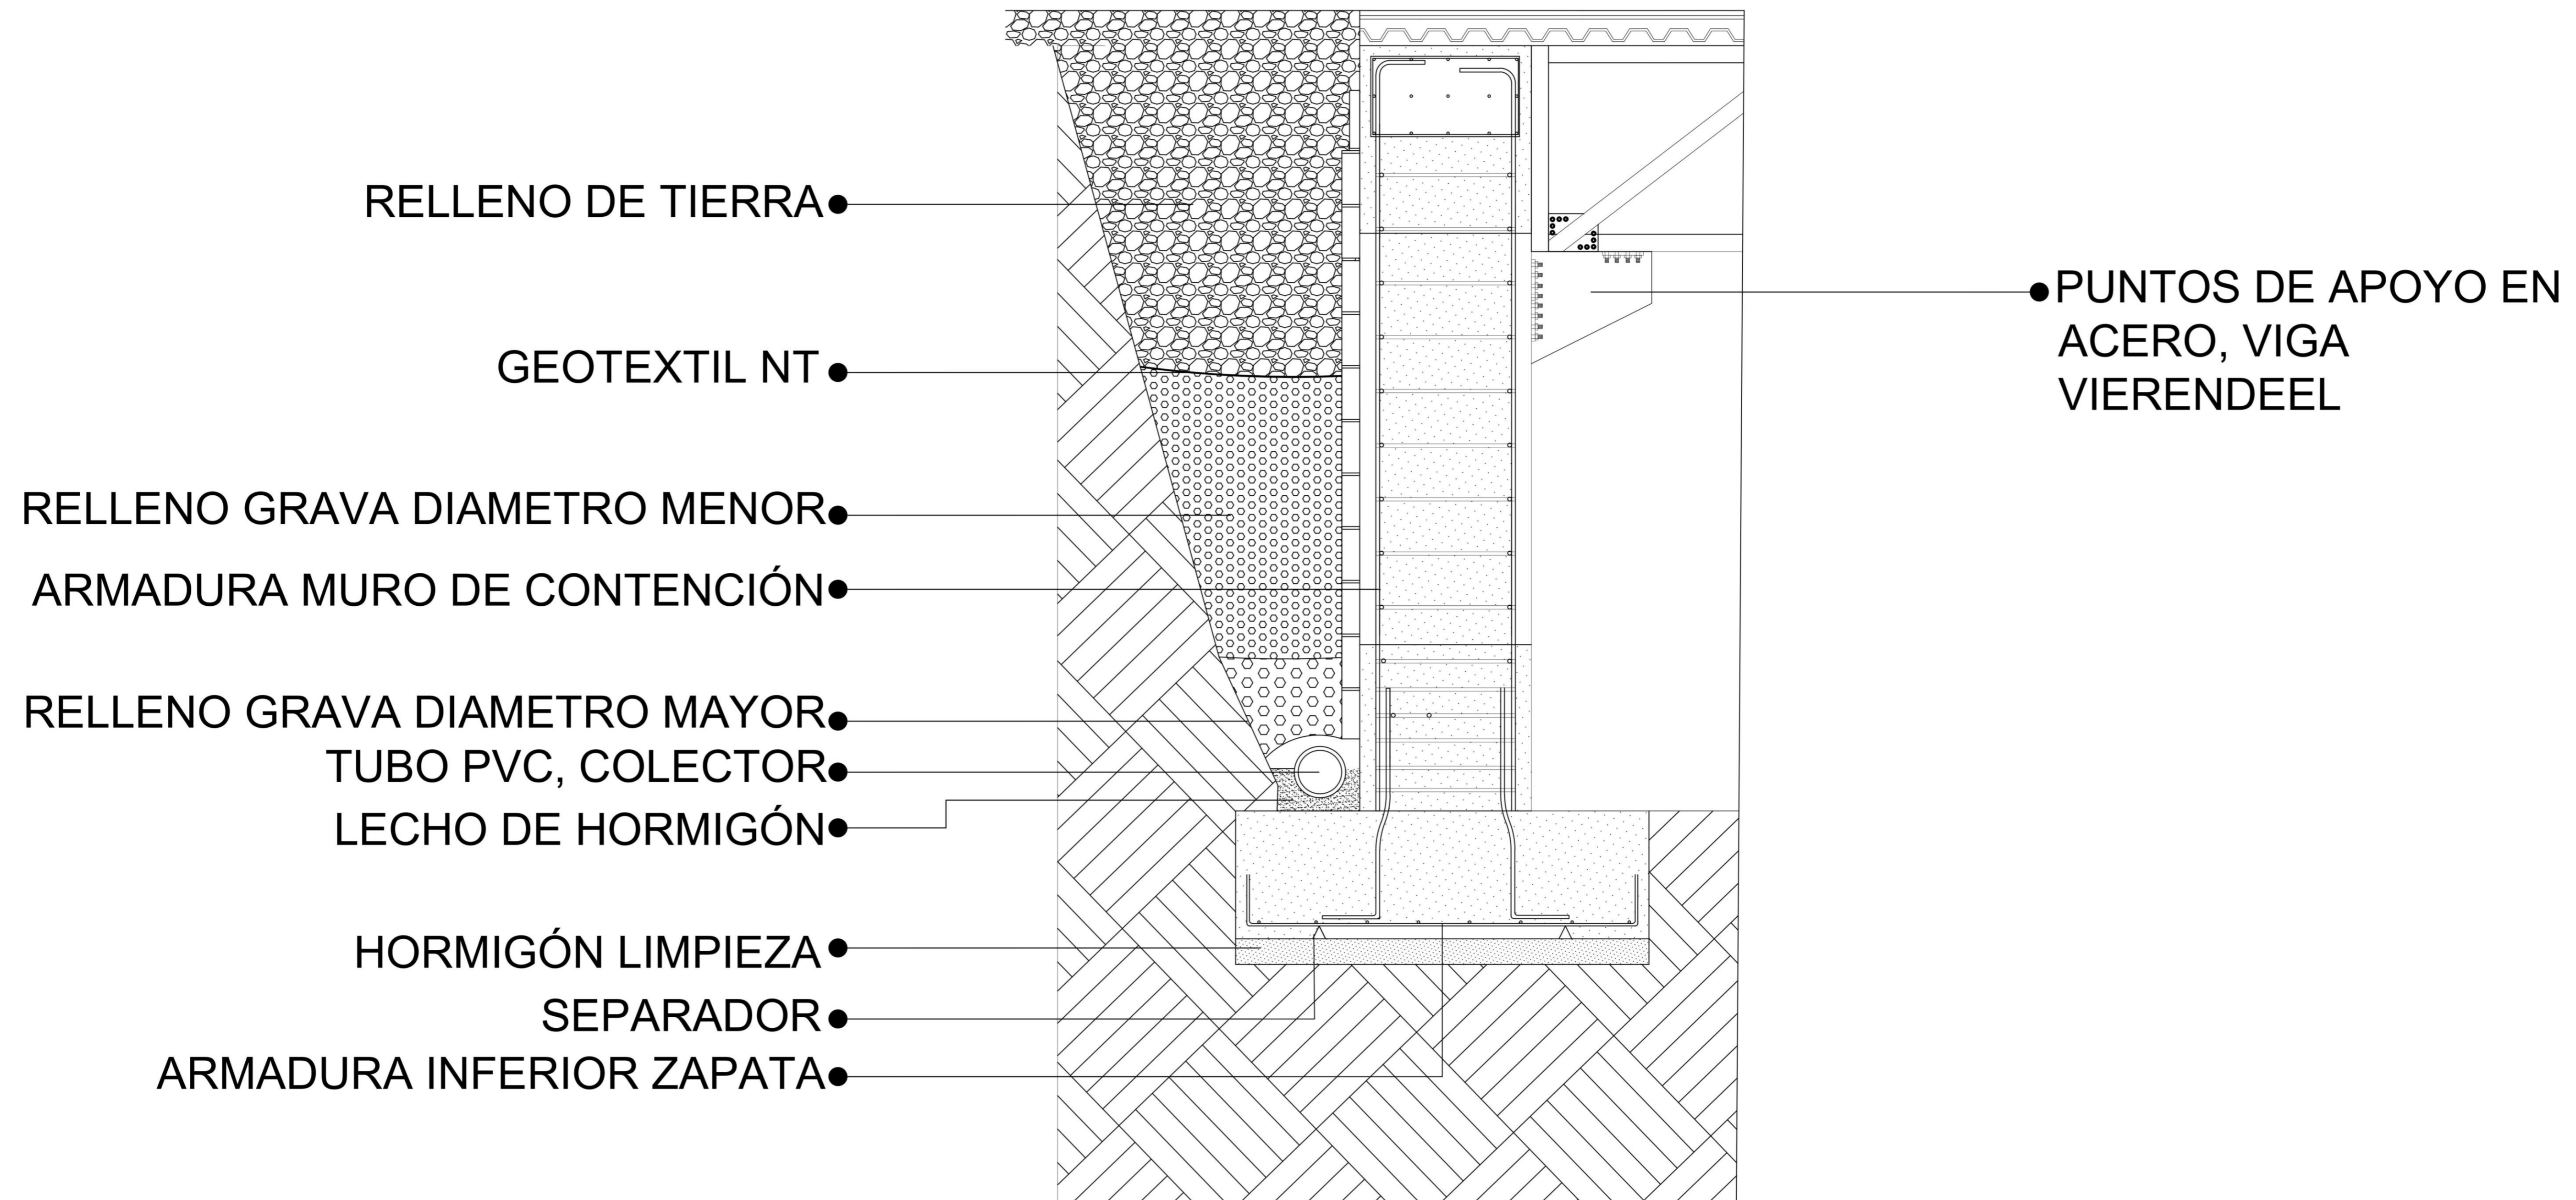 RELLENO DE TIERRA
GEOTEXTIL NT
RELLENO GRAVA DIAMETRO MENOR
ARMADURA MURO DE CONTENCIÓN
RELLENO GRAVA DIAMETRO MAYOR
TUBO PVC, COLECTOR
LECHO DE HORMIGÓN
HORMIGÓN LIMPIEZA
SEPARADOR
ARMADURA INFERIOR ZAPATA
PUNTOS DE APOYO EN
ACERO, VIGA
VIERENDEEL